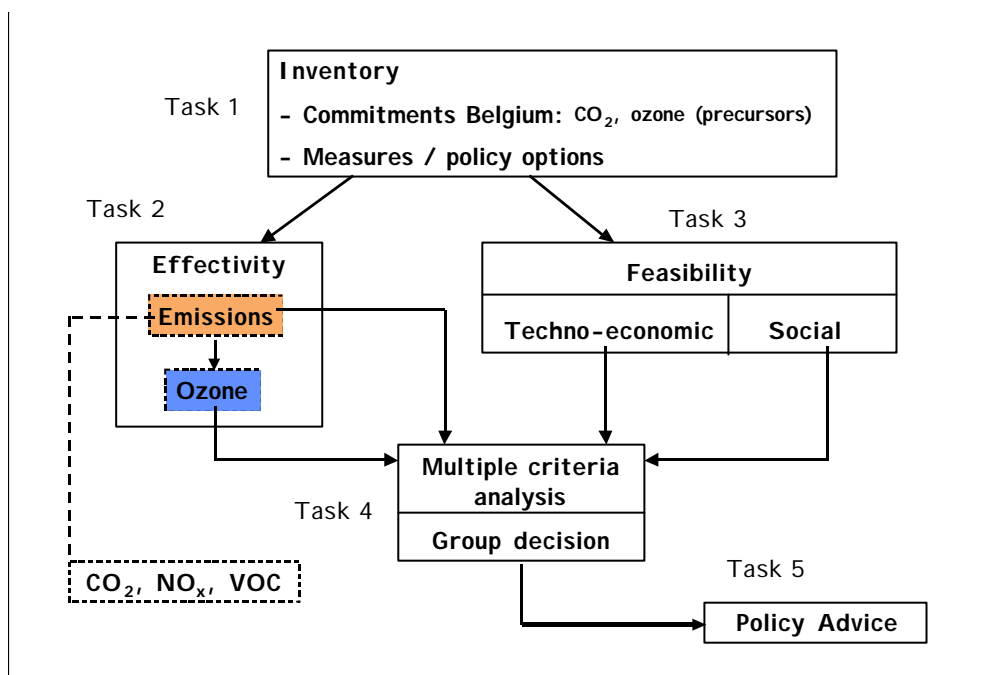 Inventory
Task 1
- Commitments Belgium: CO₂, ozone (precursors)
- Measures / policy options
Task 2
Task 3
Effectivity
Feasibility
Emissions
Techno-economic
Social
Ozone
Multiple criteria
analysis
Task 4
Group decision
CO₂, NOₓ, VOC
Task 5
Policy Advice